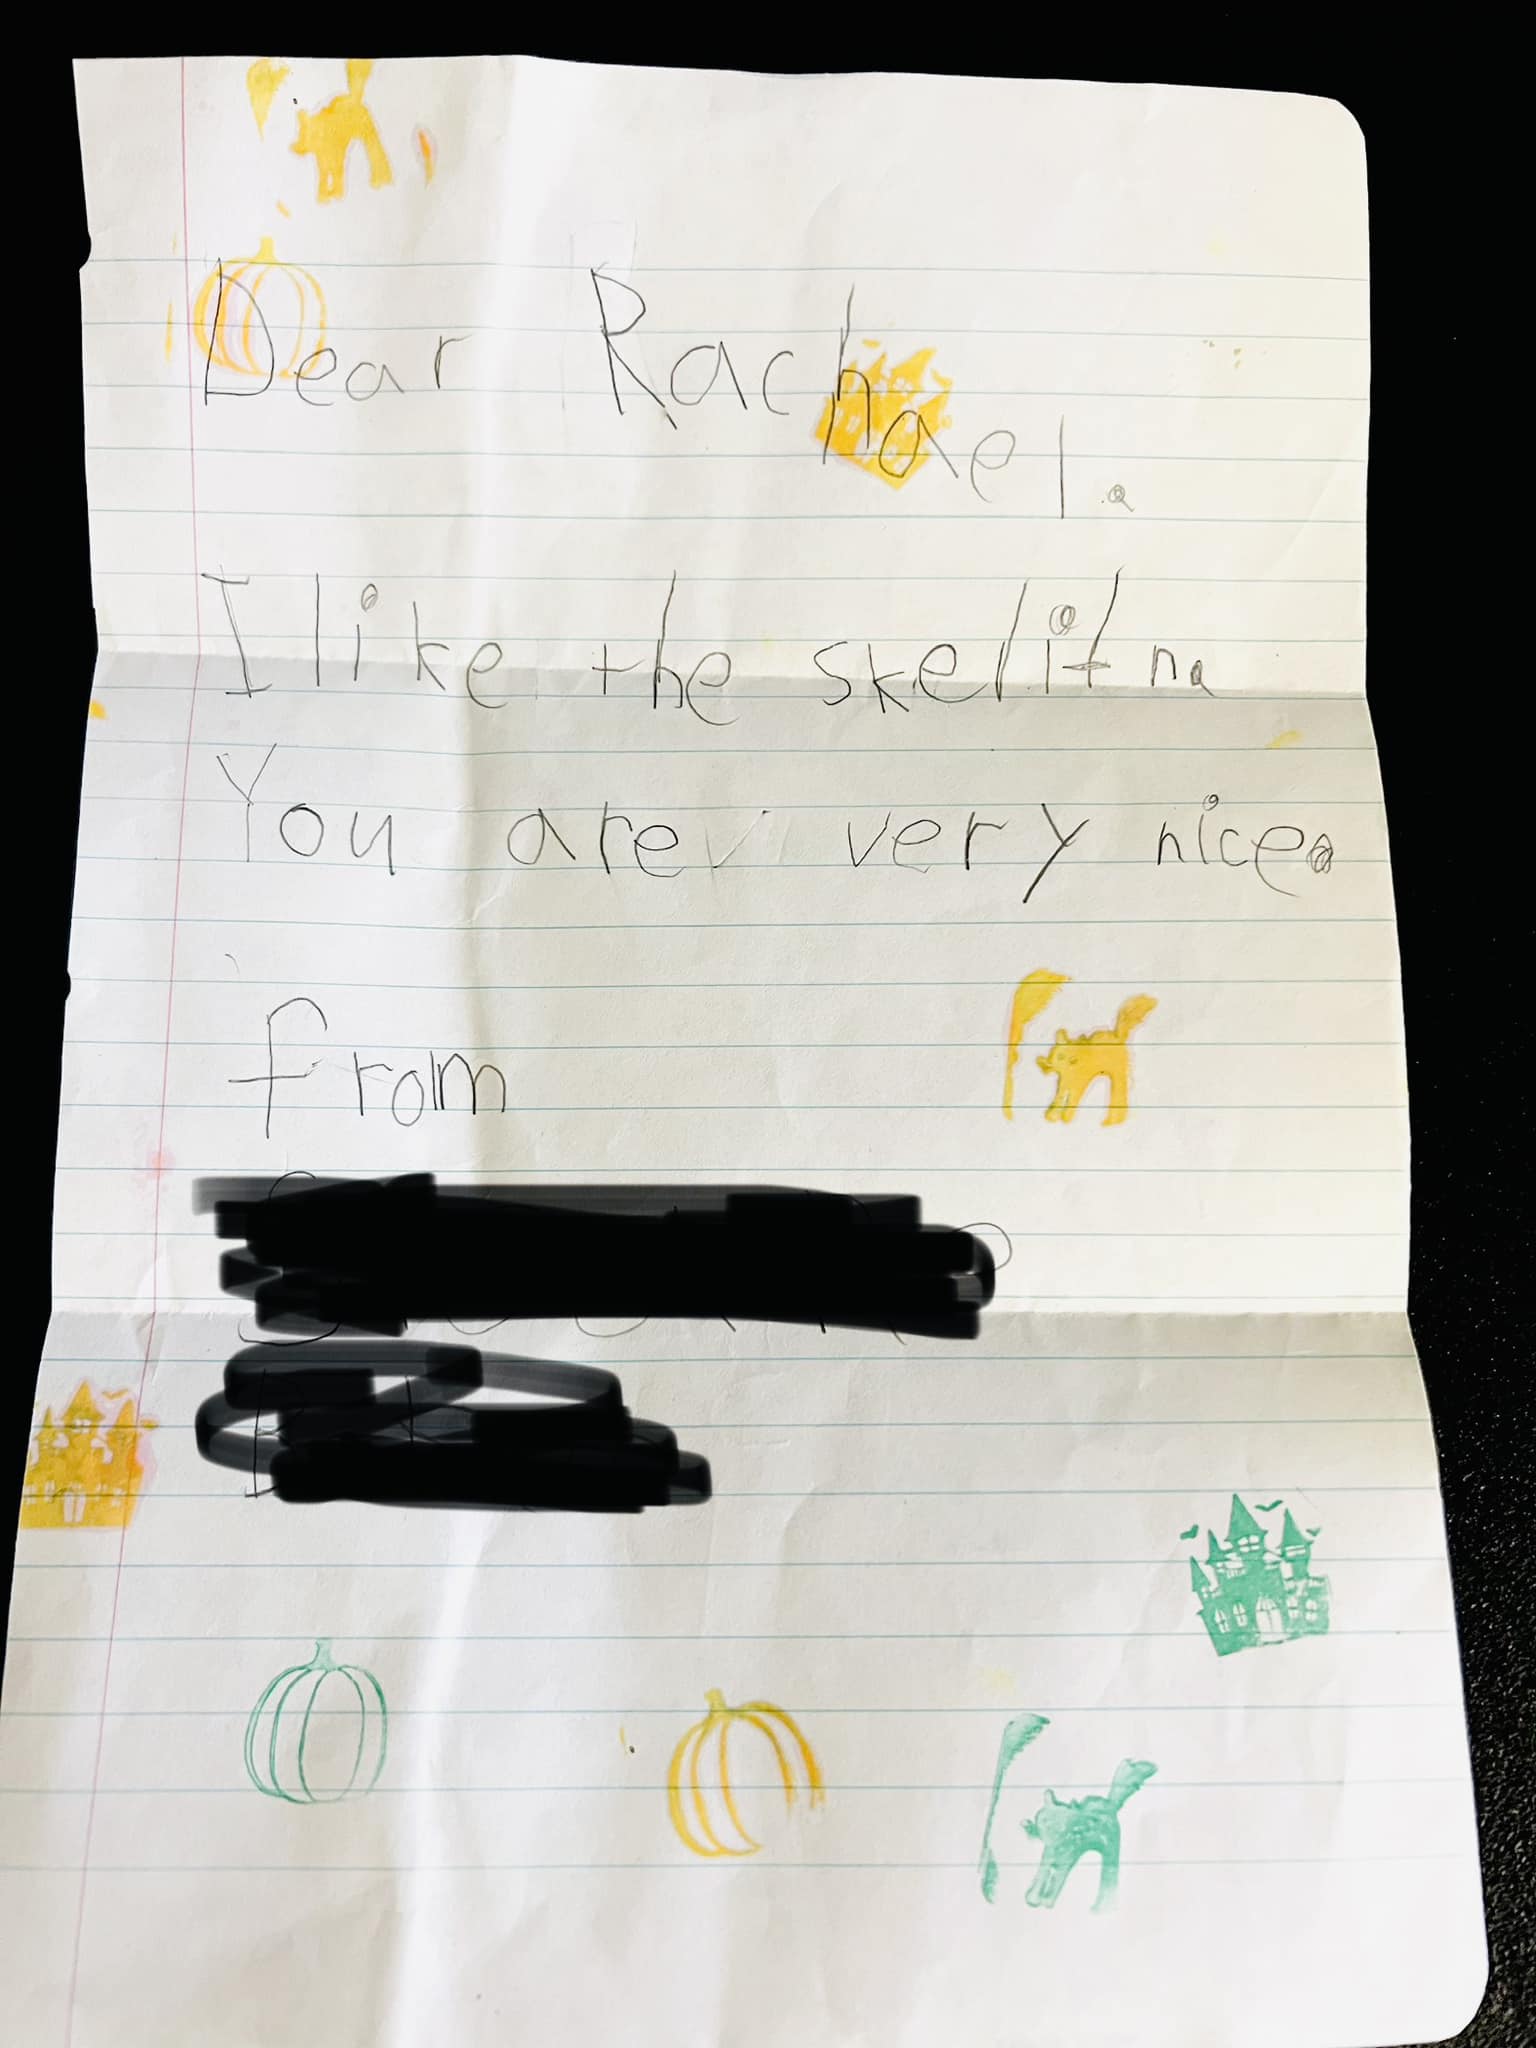 Dear Rachael.
I like the skelitn.
You are very nice.
from